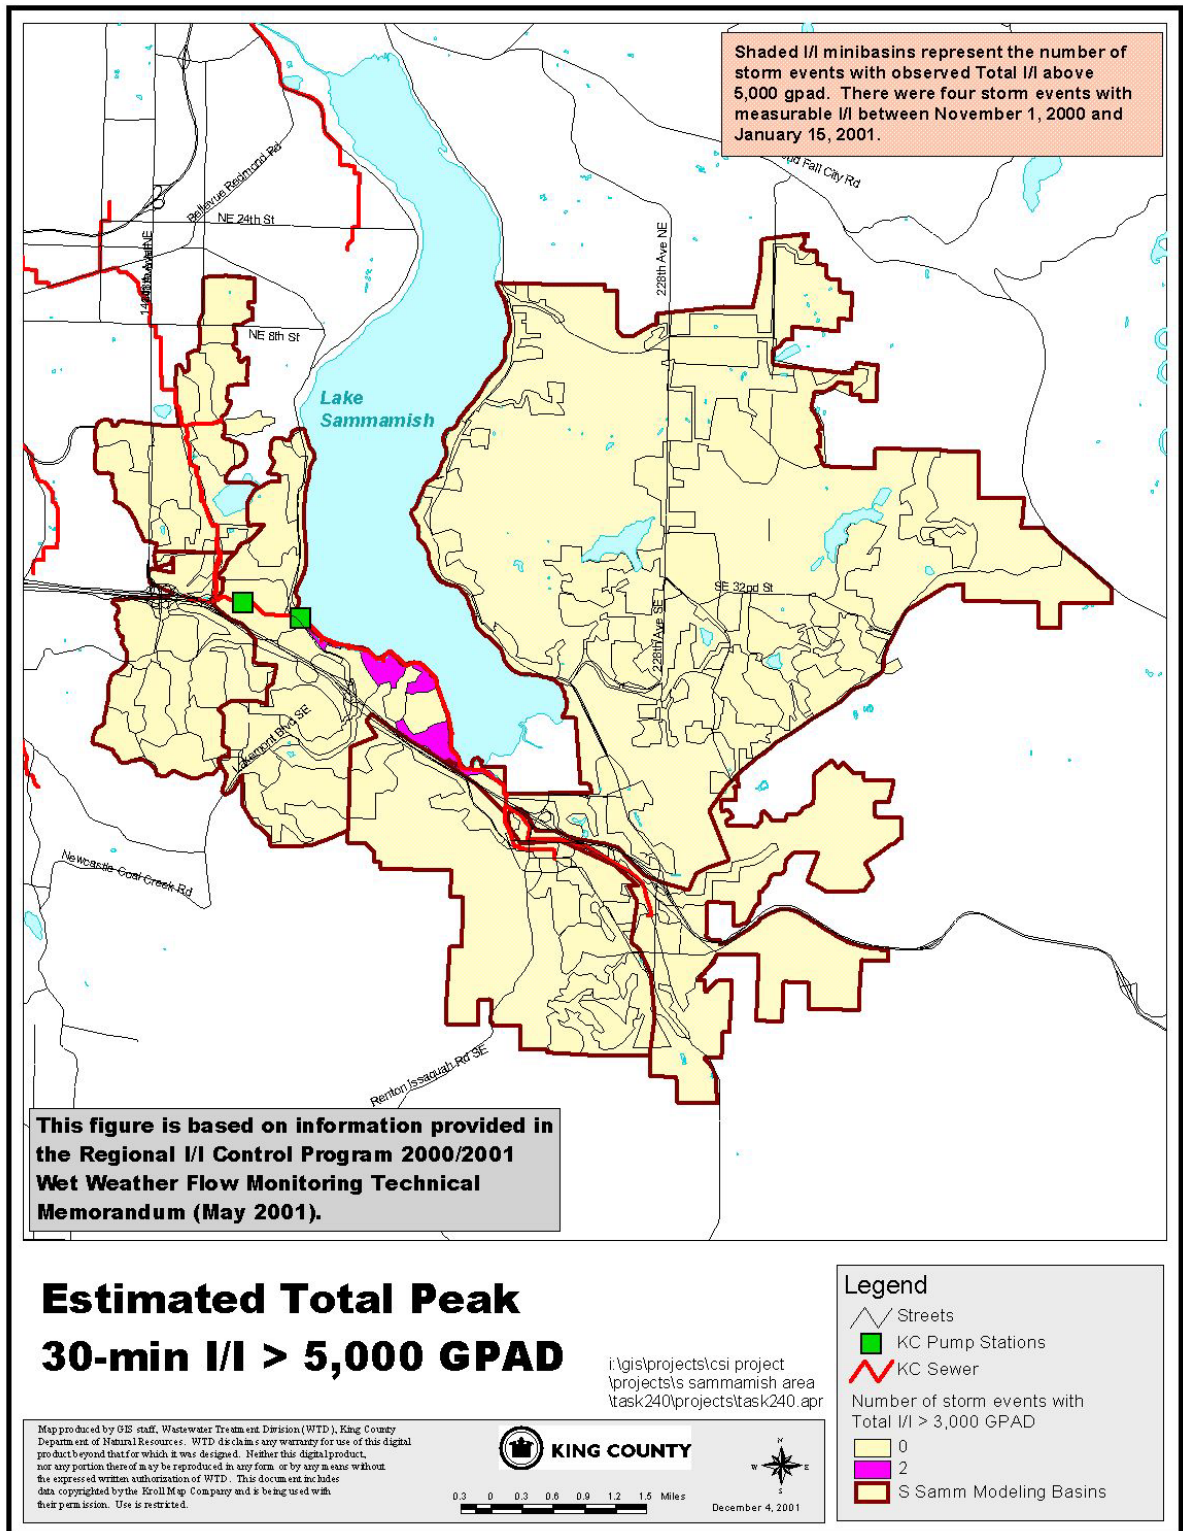 Shaded I/I minibasins represent the number of
storm events with observed Total I/I above
5,000 gpad. There were four storm events with
measurable I/I between November 1, 2000 and
January 15, 2001.
Fall City Rd
Bellevue Redmond Rd
NE 24th St
228th Ave NE
NE 8th St
Lake
Sammamish
SE 32nd St
228th Ave SE
Lakemont Blvd SE
Newcastle Coal Creek Rd
Renton Issaquah Rd SE
This figure is based on information provided in
the Regional I/I Control Program 2000/2001
Wet Weather Flow Monitoring Technical
Memorandum (May 2001).
Estimated Total Peak
30-min I/I > 5,000 GPAD
i:\gis\projects\csi project
\projects\s sammamish area
\task240\projects\task240.apr
Legend
Streets
KC Pump Stations
KC Sewer
Number of storm events with
Total I/I > 3,000 GPAD
0
2
S Samm Modeling Basins
Map produced by GIS staff, Wastewater Treatment Division (WTD), King County
Department of Natural Resources. WTD disclaims any warranty for use of this digital
product beyond that for which it was designed. Neither this digital product,
nor any portion thereof may be reproduced in any form or by any means without
the expressed written authorization of WTD. This document includes
data copyrighted by the Kroll Map Company and is being used with
their permission. Use is restricted.
KING COUNTY
0.3 0 0.3 0.6 0.9 1.2 1.5 Miles
N
W E
S
December 4, 2001